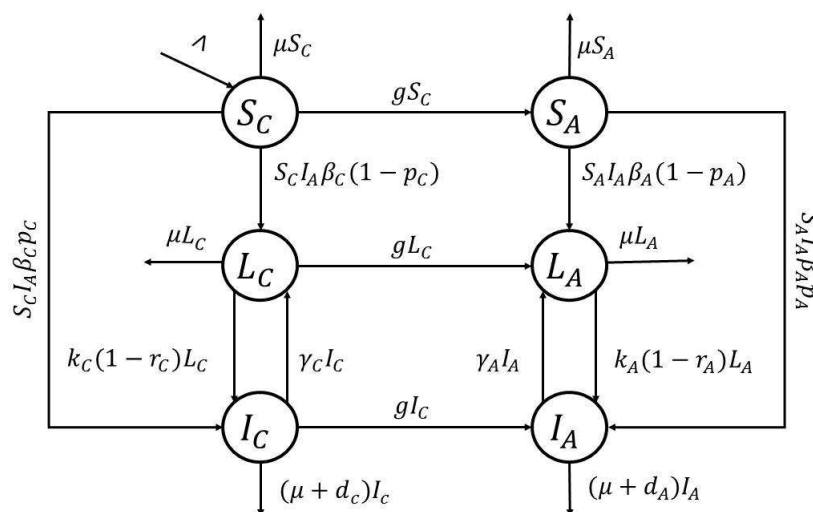 Λ
μS_C
μS_A
S_C
gS_C
S_A
S_C I_A β_C (1 − p_C)
S_A I_A β_A (1 − p_A)
S_C I_A β_C p_C
S_A I_A β_A p_A
μL_C
L_C
gL_C
L_A
μL_A
k_C (1 − r_C) L_C
γ_C I_C
γ_A I_A
k_A (1 − r_A) L_A
I_C
gI_C
I_A
(μ + d_c) I_c
(μ + d_A) I_A